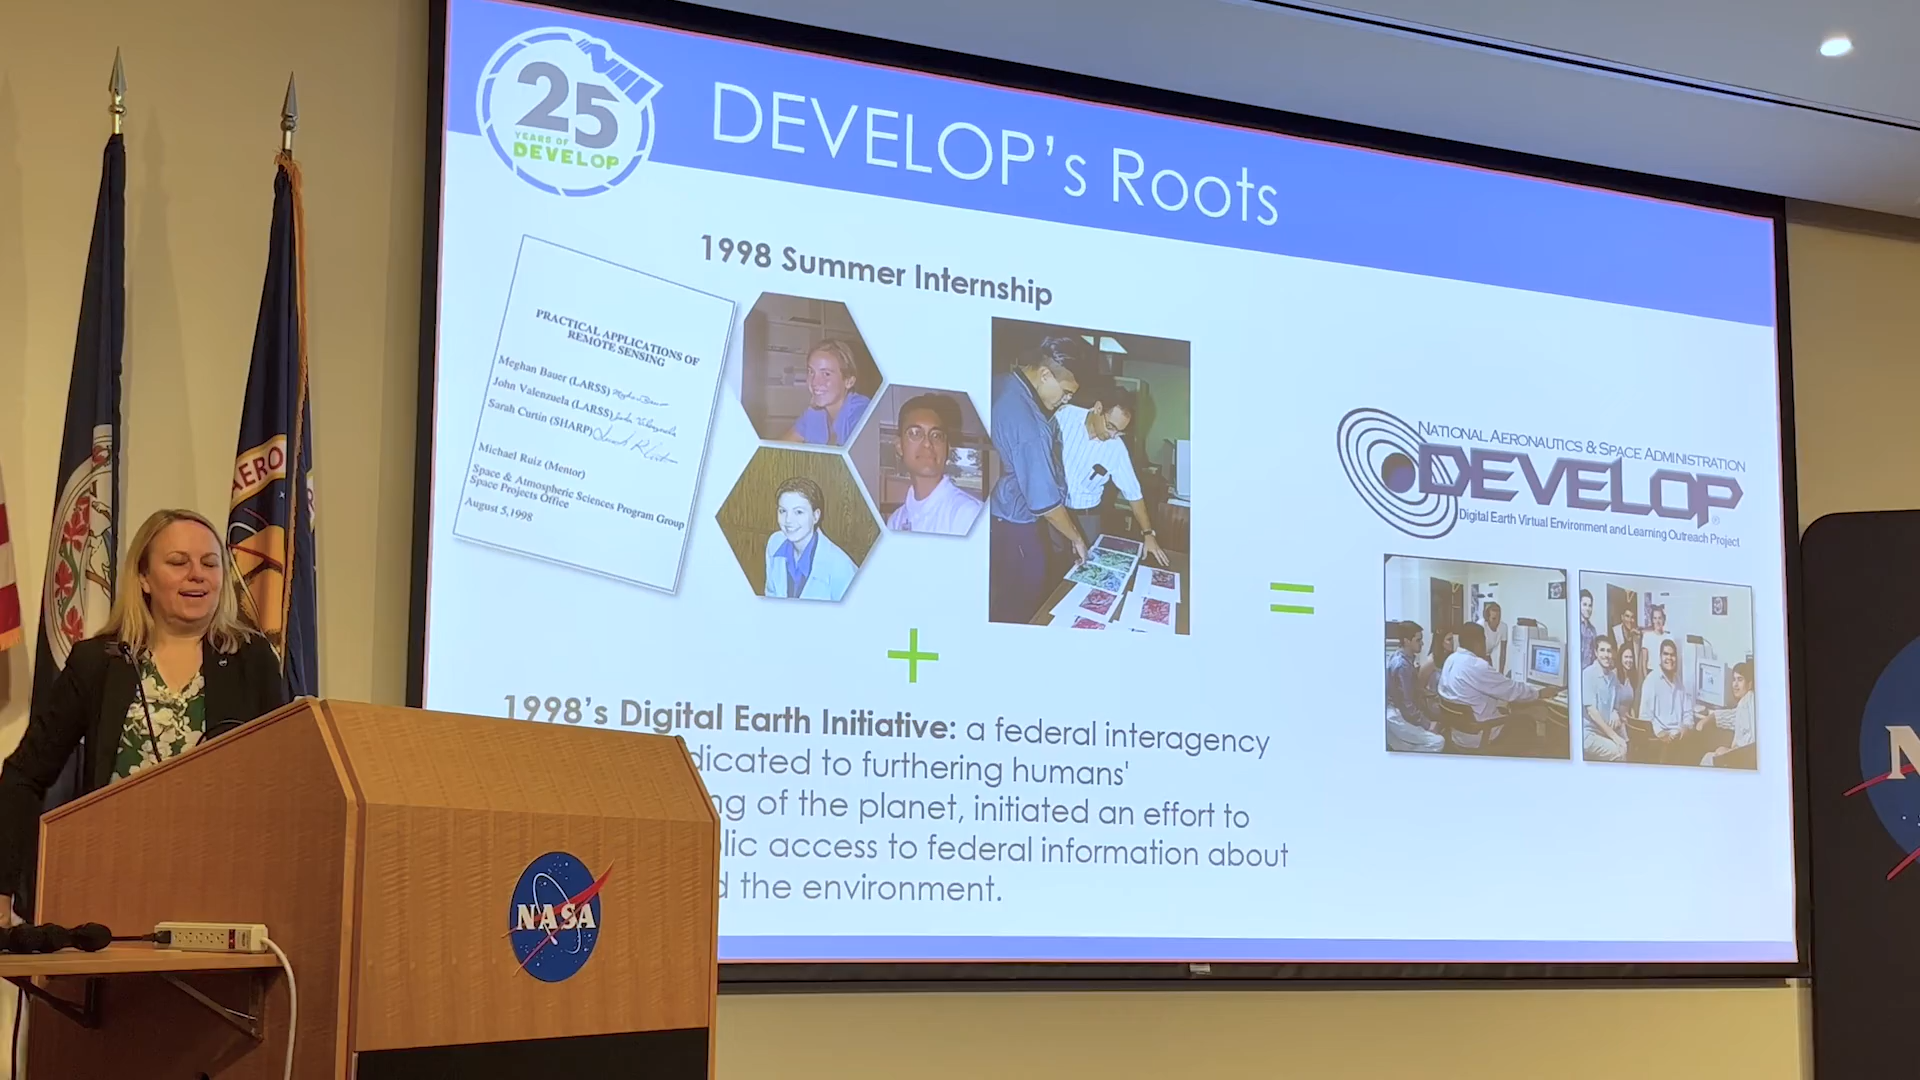 25
YEARS OF
DEVELOP
DEVELOP's Roots
1998 Summer Internship
PRACTICAL APPLICATIONS OF
REMOTE SENSING
Meghan Bauer (LARSS)
John Valenzuela (LARSS)
Sarah Curtin (SHARP)
Michael Ruiz (Mentor)
Space & Atmospheric Sciences Program Group
Space Projects Office
August 5, 1998
+
=
NATIONAL AERONAUTICS & SPACE ADMINISTRATION
DEVELOP®
Digital Earth Virtual Environment and Learning Outreach Project
1998's Digital Earth Initiative: a federal interagency
dicated to furthering humans'
ng of the planet, initiated an effort to
lic access to federal information about
d the environment.
AERO
NASA
N